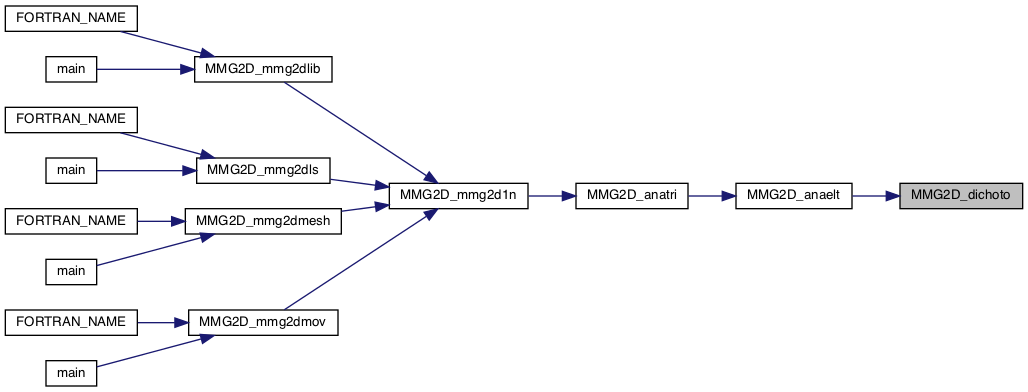 FORTRAN_NAME
main
MMG2D_mmg2dlib
FORTRAN_NAME
main
MMG2D_mmg2dls
MMG2D_mmg2d1n
MMG2D_anatri
MMG2D_anaelt
MMG2D_dichoto
FORTRAN_NAME
MMG2D_mmg2dmesh
main
FORTRAN_NAME
MMG2D_mmg2dmov
main